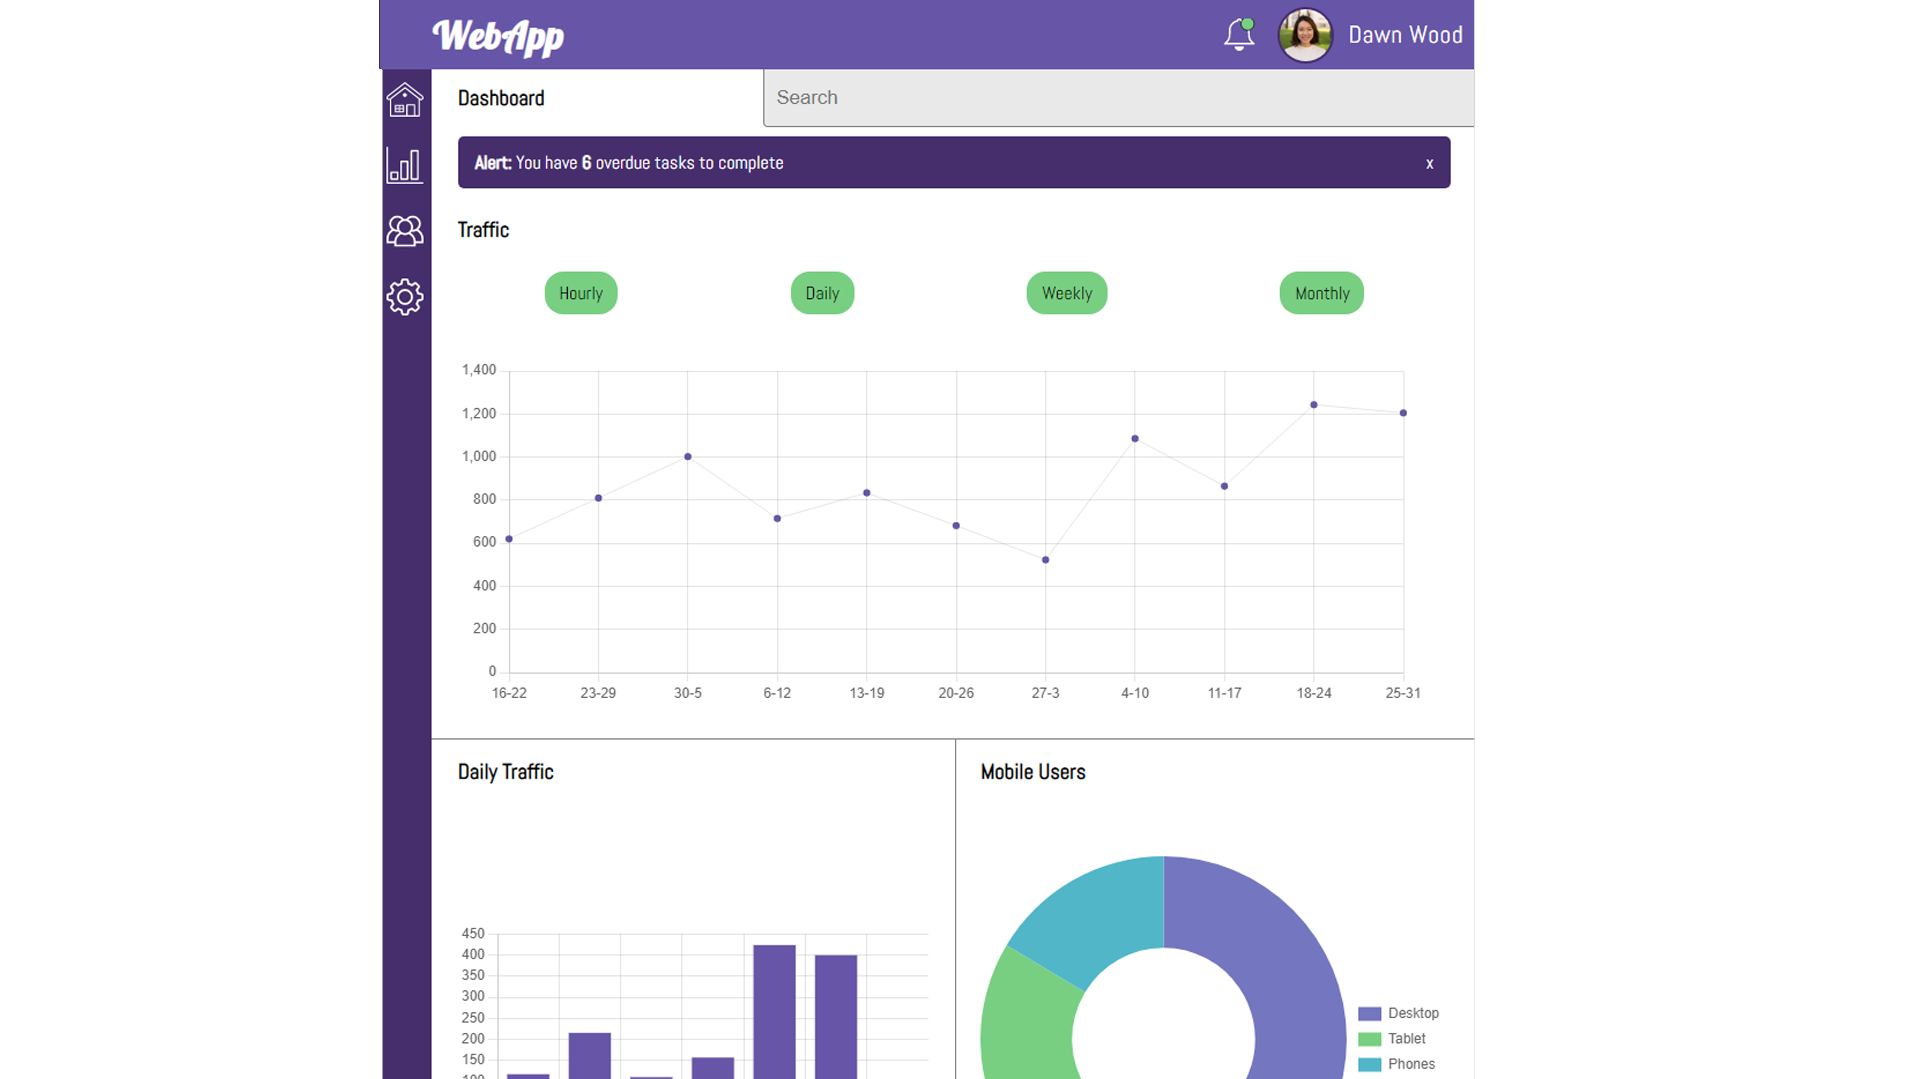 WebApp
Dawn Wood
Dashboard
Search
Alert: You have 6 overdue tasks to complete
x
Traffic
Hourly
Daily
Weekly
Monthly
1,400
1,200
1,000
800
600
400
200
0
16-22
23-29
30-5
6-12
13-19
20-26
27-3
4-10
11-17
18-24
25-31
Daily Traffic
Mobile Users
450
400
350
300
250
200
150
100
Desktop
Tablet
Phones